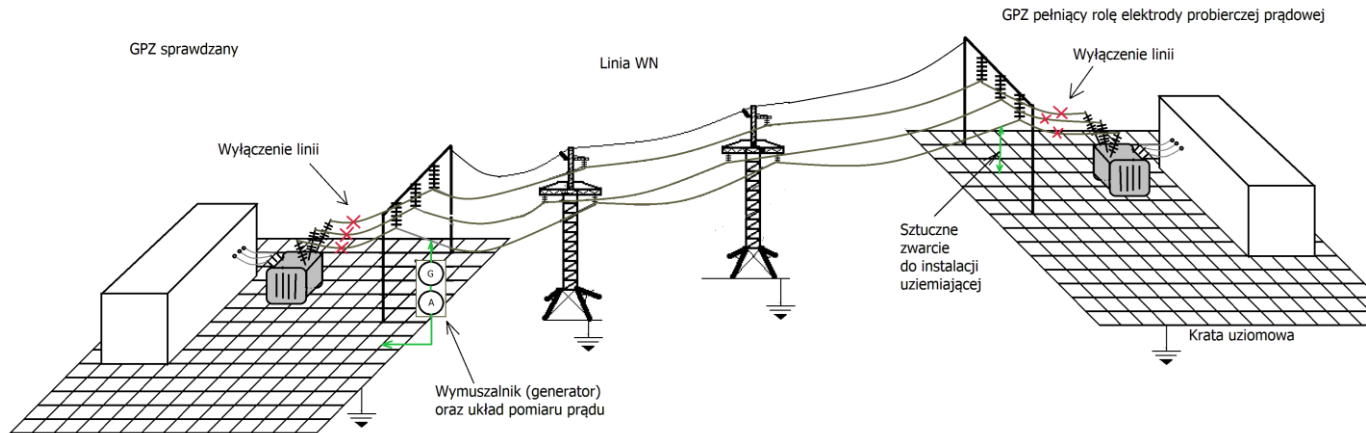 GPZ sprawdzany
Wyłączenie linii
G
A
Wymuszalnik (generator)
oraz układ pomiaru prądu
Linia WN
GPZ pełniący rolę elektrody probierczej prądowej
Wyłączenie linii
Sztuczne
zwarcie
do instalacji
uziemiającej
Krata uziomowa